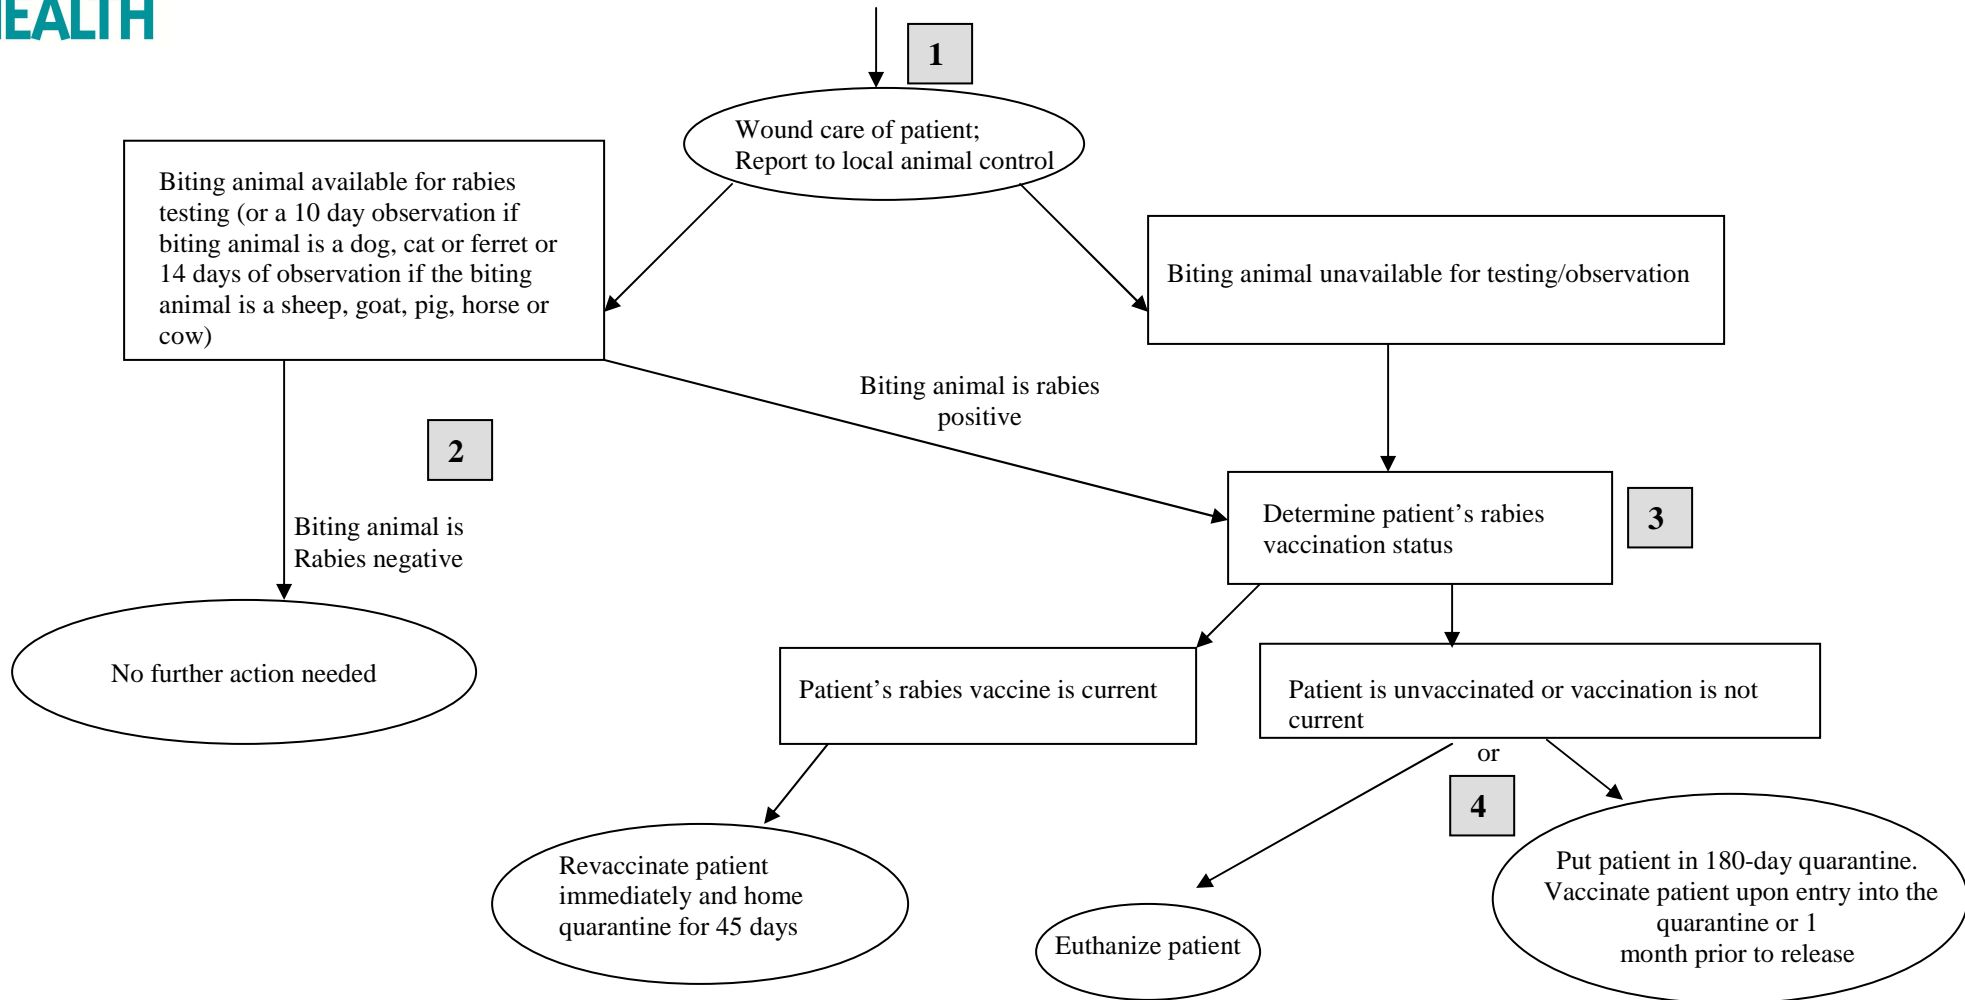 HEALTH
1
Wound care of patient;
Report to local animal control
Biting animal available for rabies
testing (or a 10 day observation if
biting animal is a dog, cat or ferret or
14 days of observation if the biting
animal is a sheep, goat, pig, horse or
cow)
Biting animal unavailable for testing/observation
Biting animal is rabies
positive
2
Biting animal is
Rabies negative
Determine patient’s rabies
vaccination status
3
No further action needed
Patient’s rabies vaccine is current
Patient is unvaccinated or vaccination is not
current
or
4
Revaccinate patient
immediately and home
quarantine for 45 days
Euthanize patient
Put patient in 180-day quarantine.
Vaccinate patient upon entry into the
quarantine or 1
month prior to release